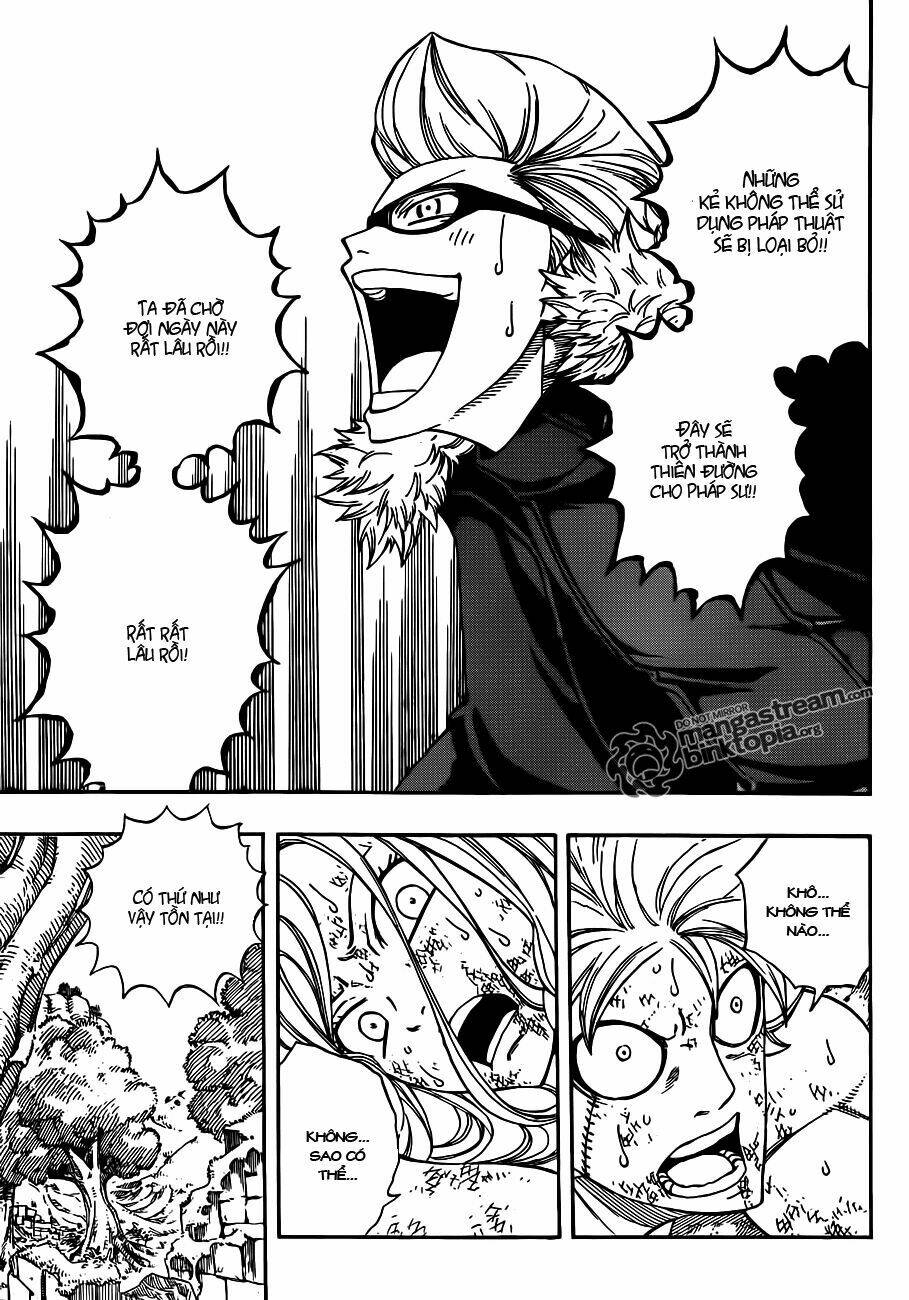 NHỮNG
KẺ KHÔNG THỂ SỬ
DỤNG PHÁP THUẬT
SẼ BỊ LOẠI BỎ!!
ĐÂY SẼ
TRỞ THÀNH
THIÊN ĐƯỜNG
CHO PHÁP SƯ!!
TA ĐÃ CHỜ
ĐỢI NGÀY NÀY
RẤT LÂU RỒI!!
RẤT RẤT
LÂU RỒI!
DO NOT MIRROR
mangastream.com
binktopia.org
KHÔ...
KHÔNG THỂ
NÀO...
KHÔNG...
SAO CÓ
THỂ...
CÓ THỨ NHƯ
VẬY TỒN TẠI!!